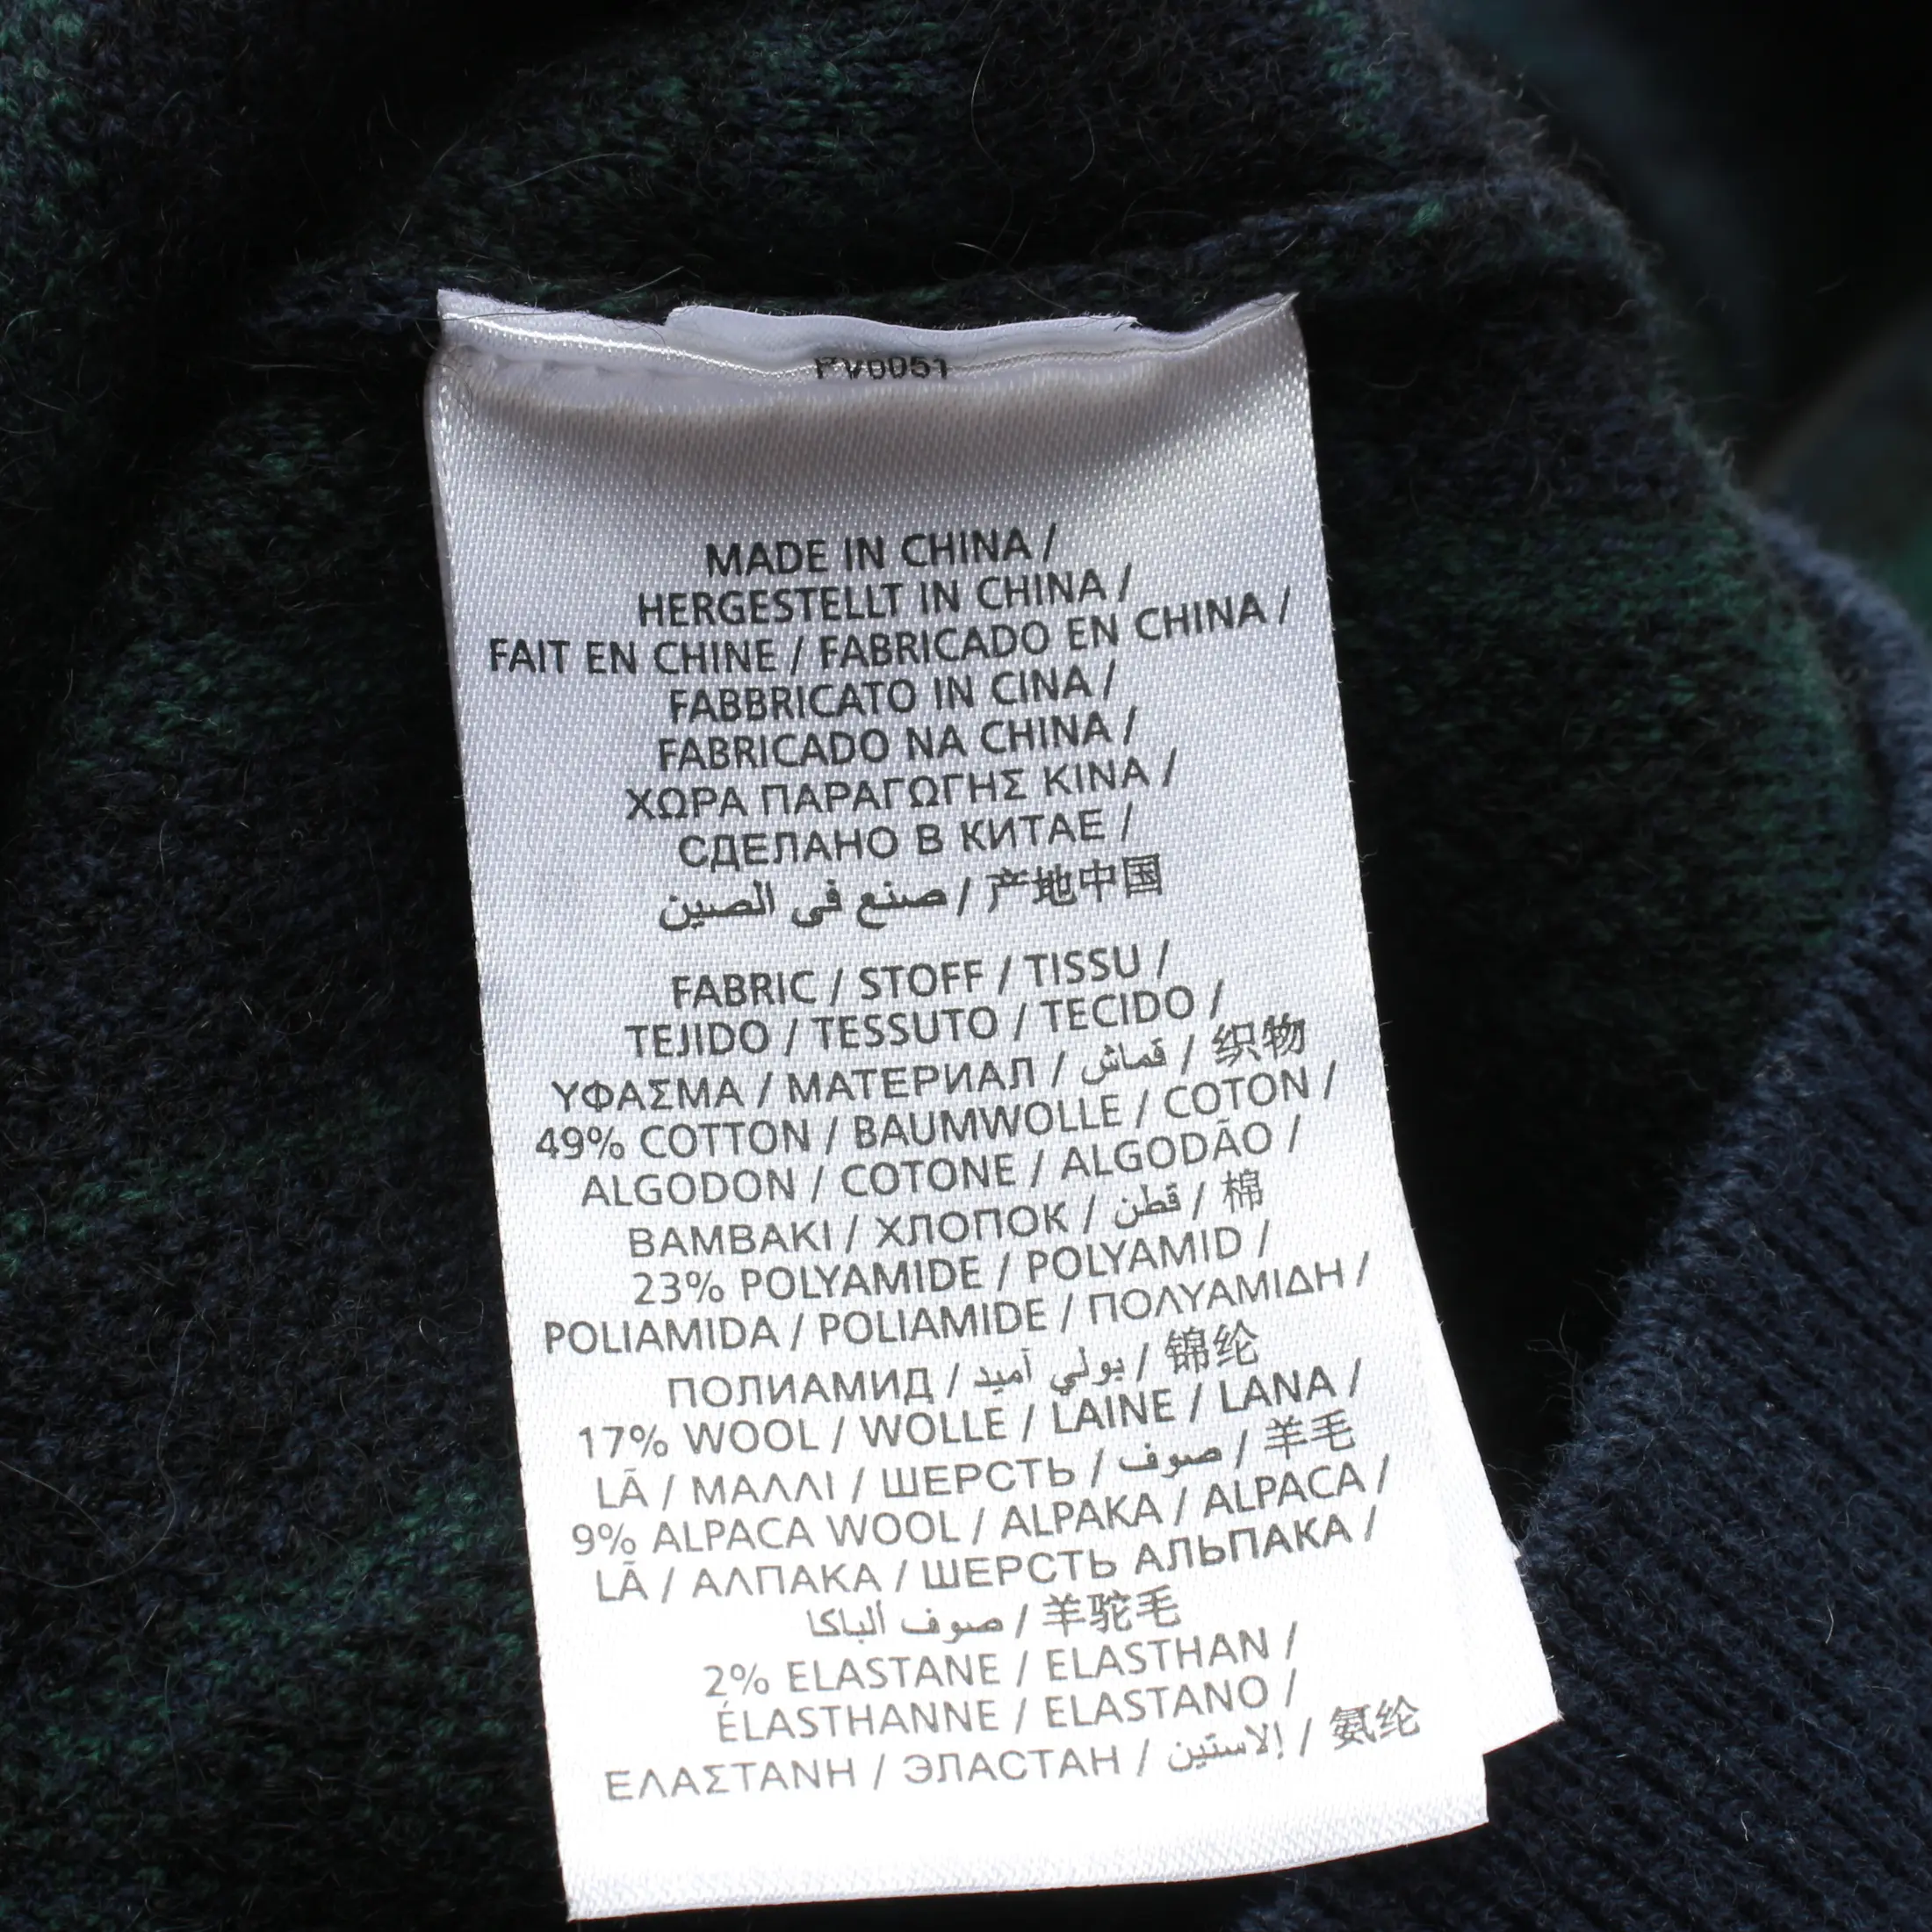 PV0051
MADE IN CHINA /
HERGESTELLT IN CHINA /
FAIT EN CHINE / FABRICADO EN CHINA /
FABBRICATO IN CINA /
FABRICADO NA CHINA /
ΧΩΡΑ ΠΑΡΑΓΩΓΗΣ ΚΙΝΑ /
СДЕЛАНО В КИТАЕ /
صنع في الصين / 产地中国
FABRIC / STOFF / TISSU /
TEJIDO / TESSUTO / TECIDO /
ΥΦΑΣΜΑ / МАТЕРИАЛ / قماش / 织物
49% COTTON / BAUMWOLLE / COTON /
ALGODON / COTONE / ALGODÃO /
BAMBAKI / ХЛОПОК / قطن / 棉
23% POLYAMIDE / POLYAMID /
POLIAMIDA / POLIAMIDE / ΠΟΛΥΑΜΙΔΗ /
ПОЛИАМИД / بولي آميد / 锦纶
17% WOOL / WOLLE / LAINE / LANA /
LÃ / ΜΑΛΛΙ / ШЕРСТЬ / صوف / 羊毛
9% ALPACA WOOL / ALPAKA / ALPACA /
LÃ / ΑΛΠΑΚΑ / ШЕРСТЬ АЛЬПАКА /
صوف ألباكا / 羊驼毛
2% ELASTANE / ELASTHAN /
ÉLASTHANNE / ELASTANO /
ΕΛΑΣΤΑΝΗ / ЭЛАСТАН / إلاستين / 氨纶